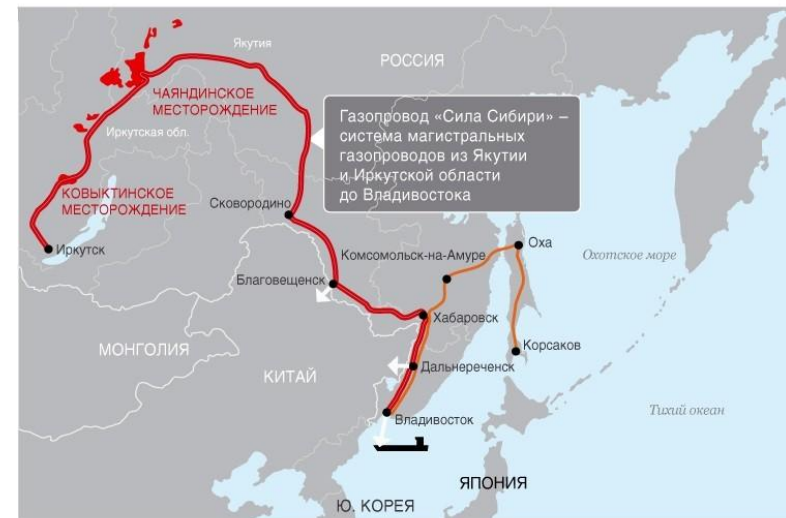 Якутия
РОССИЯ
ЧАЯНДИНСКОЕ
МЕСТОРОЖДЕНИЕ
Иркутская обл.
Газопровод «Сила Сибири» –
система магистральных
газопроводов из Якутии
и Иркутской области
до Владивостока
КОВЫКТИНСКОЕ
МЕСТОРОЖДЕНИЕ
Сковородино
Иркутск
Комсомольск-на-Амуре
Оха
Охотское море
Благовещенск
Хабаровск
МОНГОЛИЯ
КИТАЙ
Корсаков
Дальнереченск
Владивосток
Тихий океан
ЯПОНИЯ
Ю. КОРЕЯ